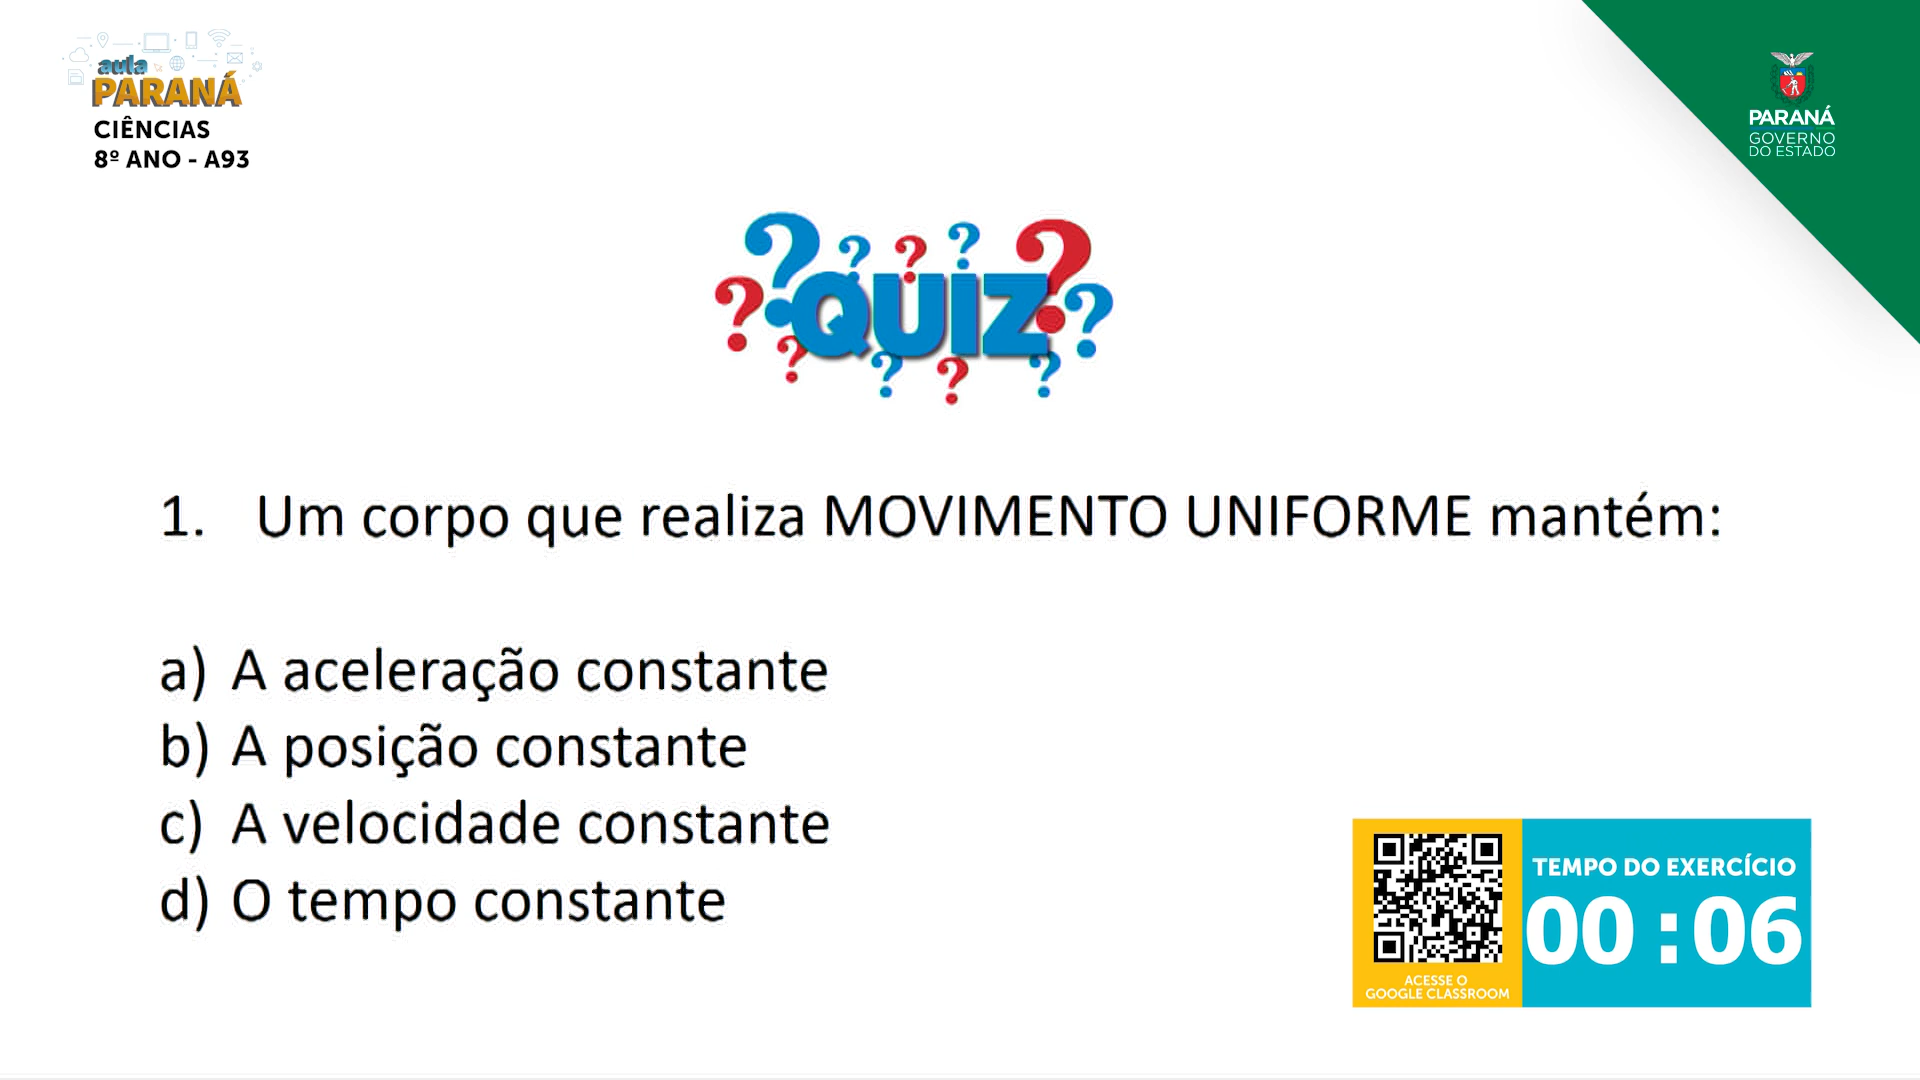 aula
PARANÁ
CIÊNCIAS
8º ANO - A93
PARANÁ
GOVERNO
DO ESTADO
QUIZ
1. Um corpo que realiza MOVIMENTO UNIFORME mantém:
a) A aceleração constante
b) A posição constante
c) A velocidade constante
d) O tempo constante
TEMPO DO EXERCÍCIO
00:06
ACESSE O
GOOGLE CLASSROOM